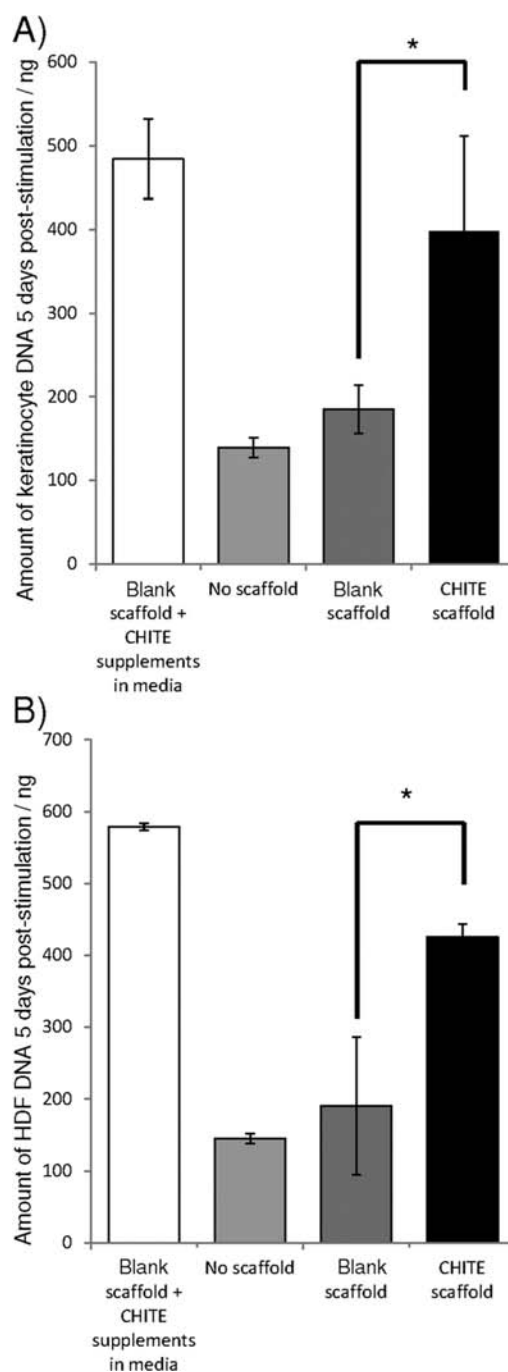 A)
Amount of keratinocyte DNA 5 days post-stimulation / ng
600
500
400
300
200
100
0
*
Blank
scaffold +
CHITE
supplements
in media
No scaffold
Blank
scaffold
CHITE
scaffold
B)
Amount of HDF DNA 5 days post-stimulation / ng
700
600
500
400
300
200
100
0
*
Blank
scaffold +
CHITE
supplements
in media
No scaffold
Blank
scaffold
CHITE
scaffold